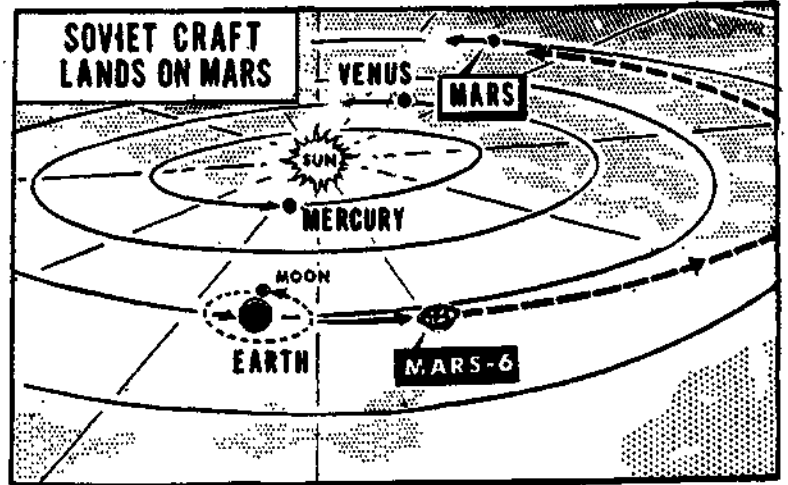 SOVIET CRAFT
LANDS ON MARS
VENUS
MARS
SUN
MERCURY
MOON
EARTH
MARS-6